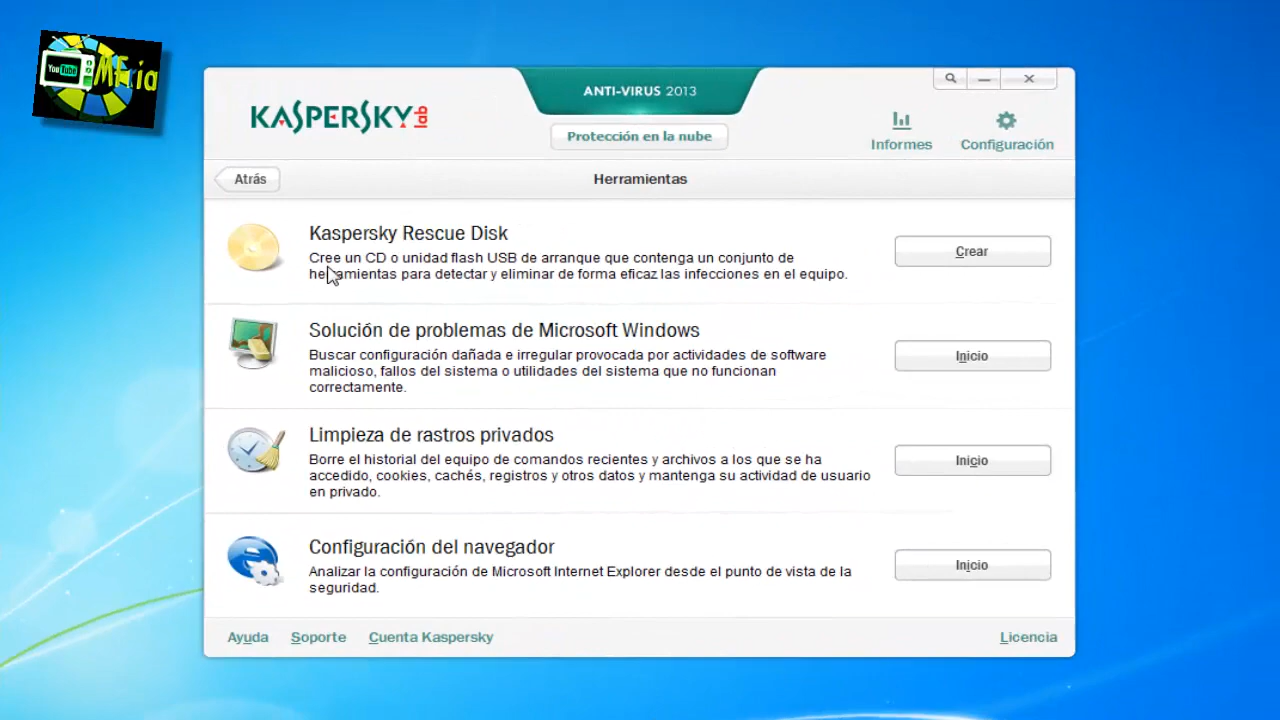 YouTube
ANTI-VIRUS 2013
KASPERSKY lab
Protección en la nube
Informes
Configuración
Atrás
Herramientas
Kaspersky Rescue Disk
Cree un CD o unidad flash USB de arranque que contenga un conjunto de
herramientas para detectar y eliminar de forma eficaz las infecciones en el equipo.
Crear
Solución de problemas de Microsoft Windows
Buscar configuración dañada e irregular provocada por actividades de software
malicioso, fallos del sistema o utilidades del sistema que no funcionan
correctamente.
Inicio
Limpieza de rastros privados
Borre el historial del equipo de comandos recientes y archivos a los que se ha
accedido, cookies, cachés, registros y otros datos y mantenga su actividad de usuario
en privado.
Inicio
Configuración del navegador
Analizar la configuración de Microsoft Internet Explorer desde el punto de vista de la
seguridad.
Inicio
Ayuda
Soporte
Cuenta Kaspersky
Licencia